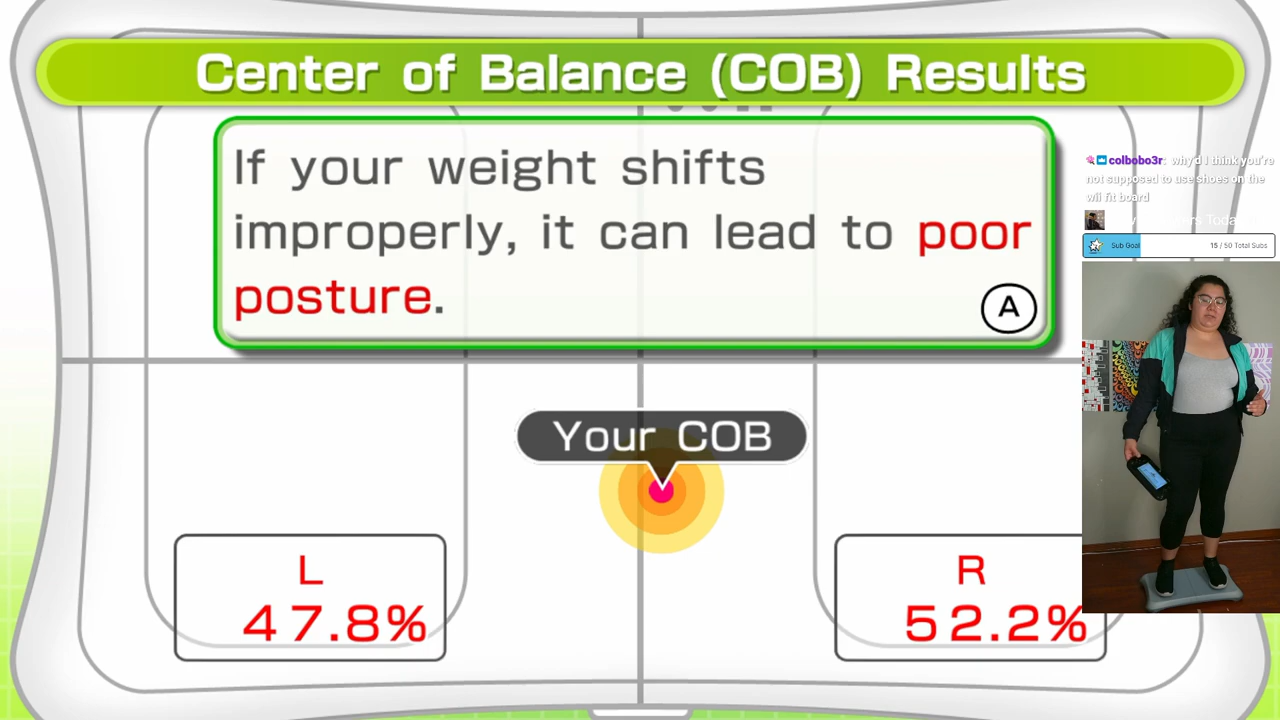 Center of Balance (COB) Results
If your weight shifts
improperly, it can lead to poor
posture.
A
colbobo3r: why'd I think you're
not supposed to use shoes on the
wii fit board
Sub Goal
15 / 50 Total Subs
Your COB
L
47.8%
R
52.2%